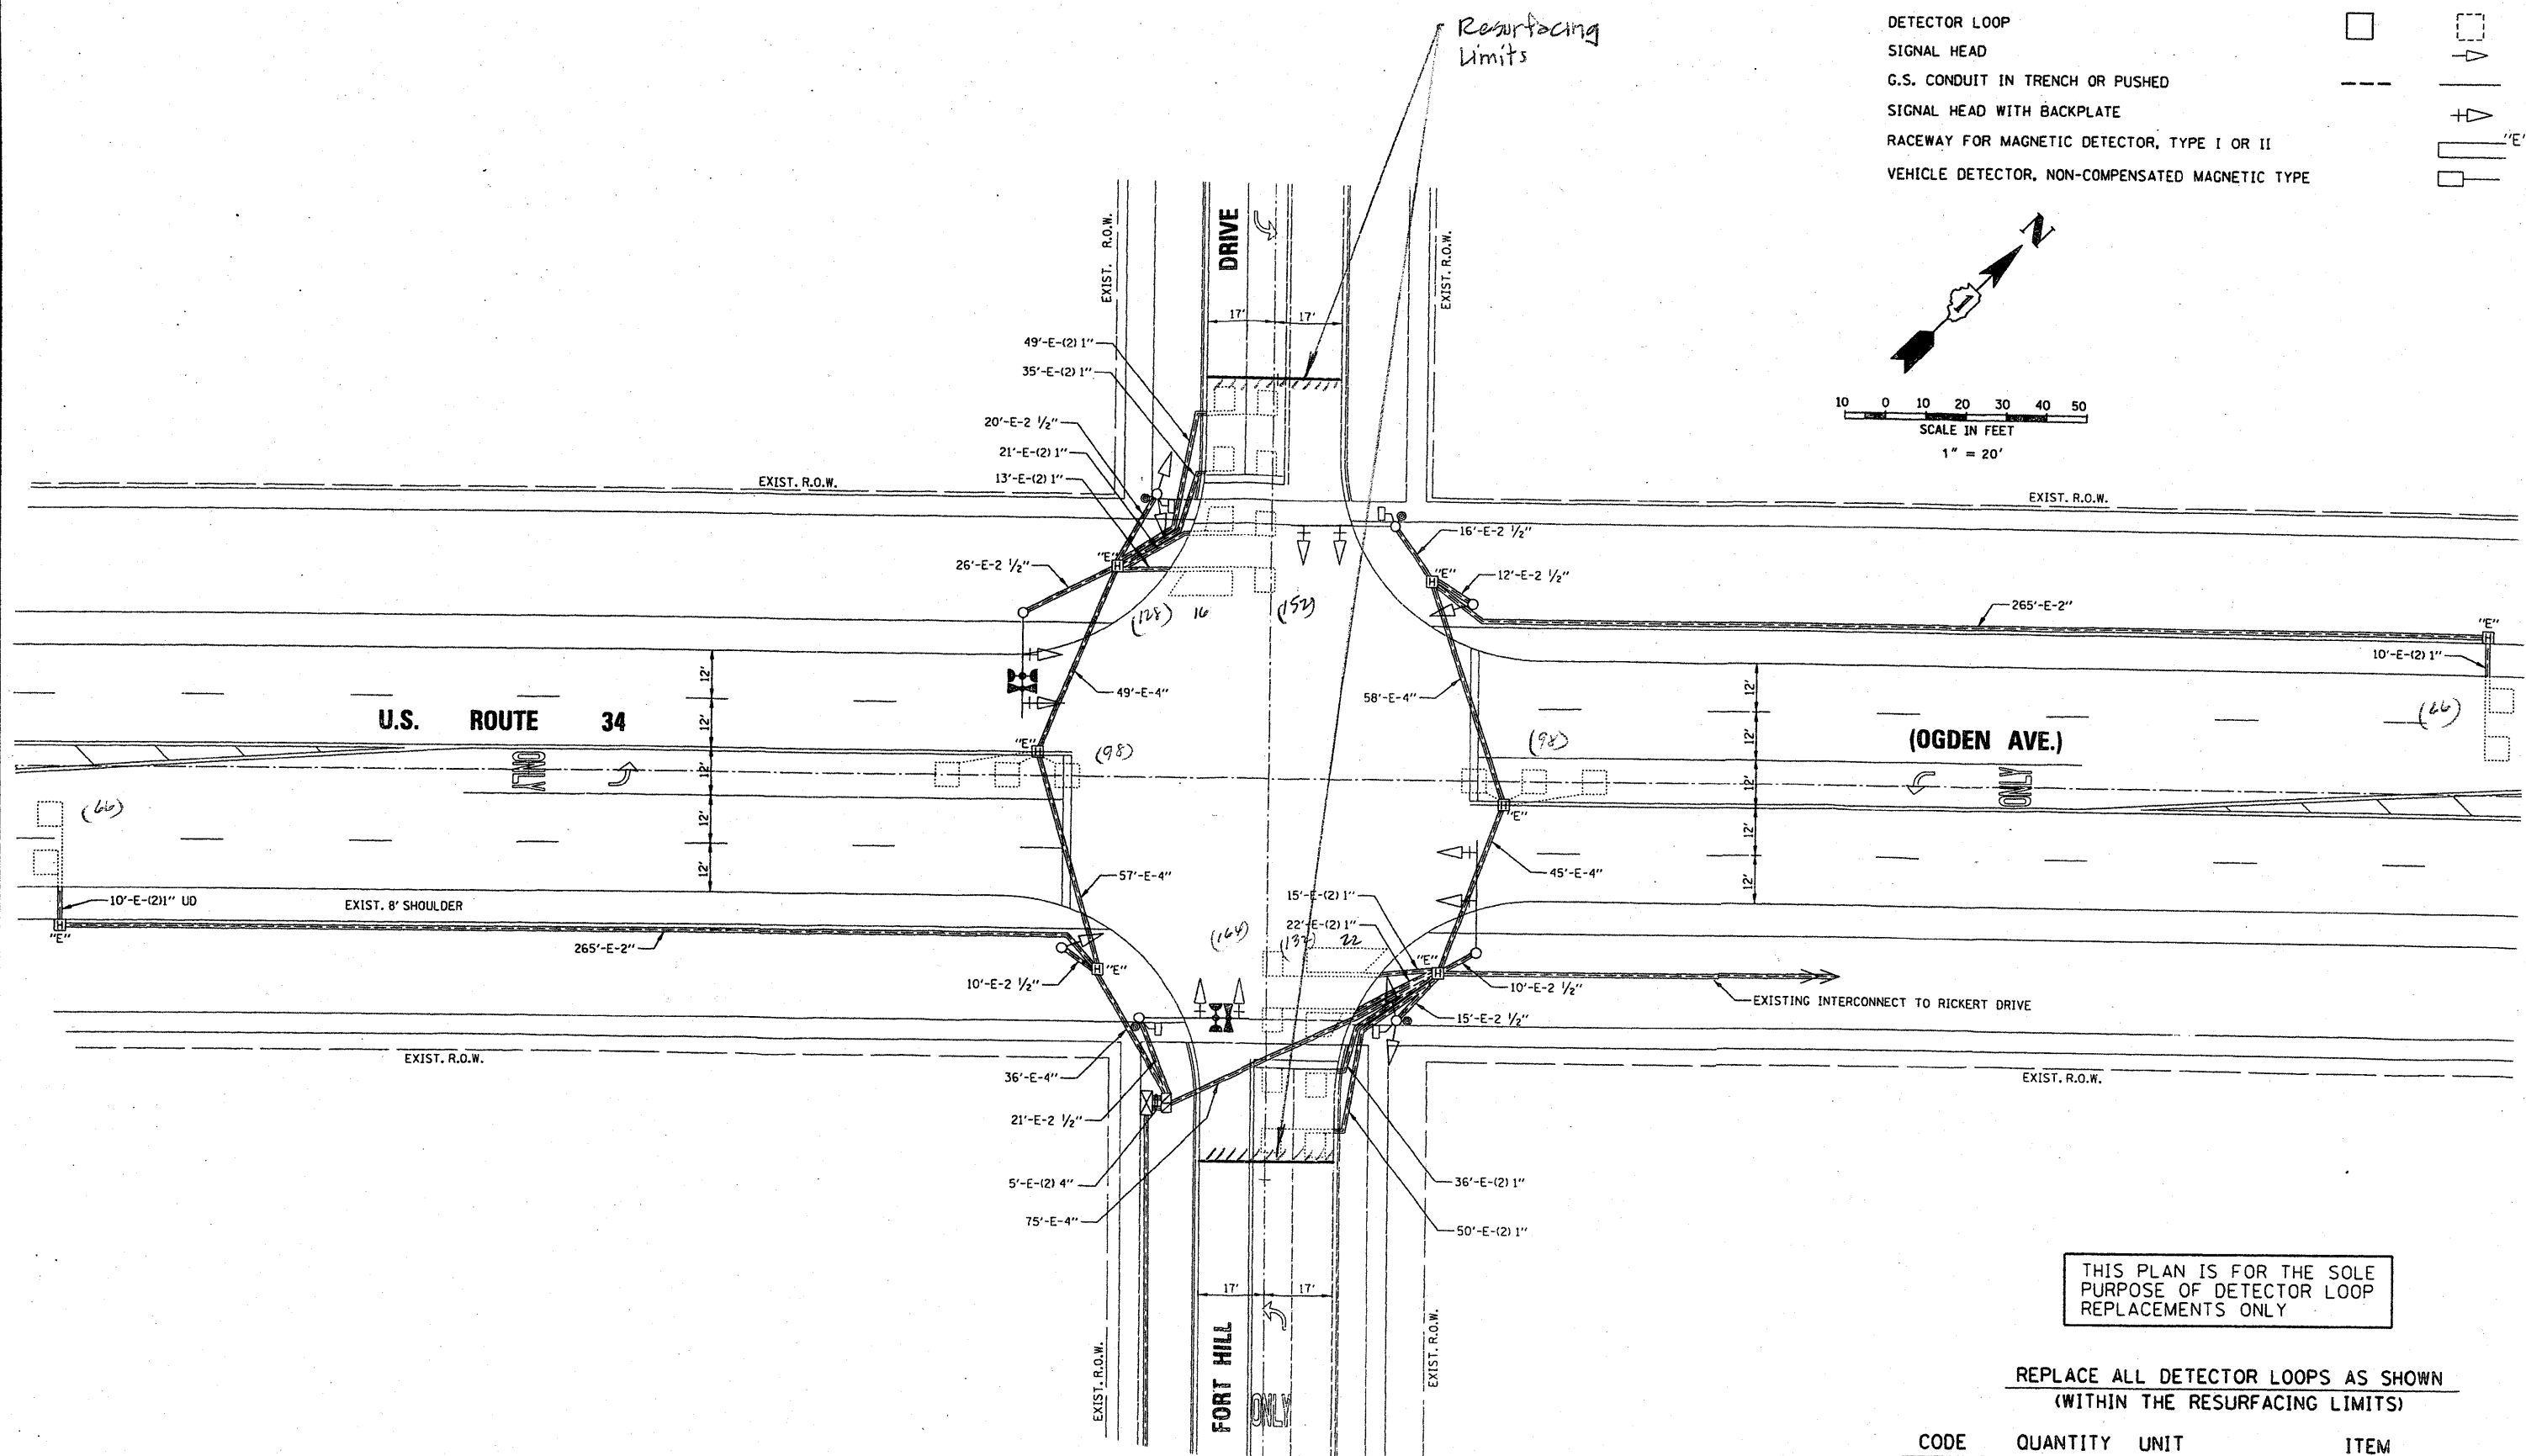 Resurfacing
Limits
DETECTOR LOOP
SIGNAL HEAD
G.S. CONDUIT IN TRENCH OR PUSHED
SIGNAL HEAD WITH BACKPLATE
RACEWAY FOR MAGNETIC DETECTOR, TYPE I OR II
"E"
VEHICLE DETECTOR, NON-COMPENSATED MAGNETIC TYPE
N
1
10 0 10 20 30 40 50
SCALE IN FEET
1" = 20'
EXIST. R.O.W.
DRIVE
EXIST. R.O.W.
17' 17'
49'-E-(2) 1"
35'-E-(2) 1"
20'-E-2 1/2"
21'-E-(2) 1"
13'-E-(2) 1"
EXIST. R.O.W.
EXIST. R.O.W.
26'-E-2 1/2"
"E"
16'-E-2 1/2"
"E"
12'-E-2 1/2"
265'-E-2"
"E"
(128) 16 (152)
10'-E-(2) 1"
12'
12'
12'
12'
12'
49'-E-4"
58'-E-4"
12'
12'
12'
12'
12'
U.S. ROUTE 34
(OGDEN AVE.)
(66)
ONLY
"E"
(98)
(98)
ONLY
(66)
"E"
57'-E-4"
45'-E-4"
10'-E-(2)1" UD
EXIST. 8' SHOULDER
"E"
265'-E-2"
15'-E-(2) 1"
22'-E-(2) 1"
(164) (132) 22
"E"
"E"
10'-E-2 1/2"
10'-E-2 1/2"
EXISTING INTERCONNECT TO RICKERT DRIVE
15'-E-2 1/2"
EXIST. R.O.W.
36'-E-4"
EXIST. R.O.W.
21'-E-2 1/2"
5'-E-(2) 4"
36'-E-(2) 1"
75'-E-4"
50'-E-(2) 1"
17' 17'
EXIST. R.O.W.
FORT HILL
ONLY
EXIST. R.O.W.
THIS PLAN IS FOR THE SOLE
PURPOSE OF DETECTOR LOOP
REPLACEMENTS ONLY
REPLACE ALL DETECTOR LOOPS AS SHOWN
(WITHIN THE RESURFACING LIMITS)
CODE QUANTITY UNIT ITEM